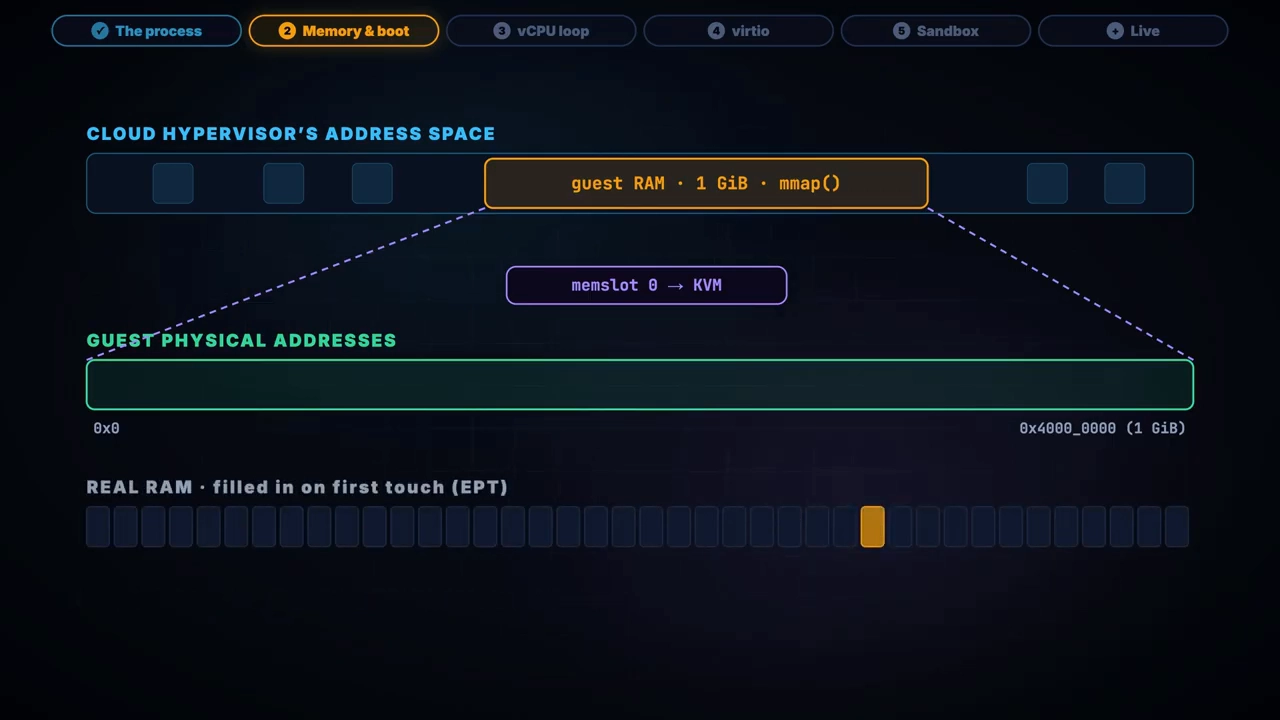 ✓ The process
2 Memory & boot
3 vCPU loop
4 virtio
5 Sandbox
✦ Live
CLOUD HYPERVISOR’S ADDRESS SPACE
guest RAM · 1 GiB · mmap()
memslot 0 → KVM
GUEST PHYSICAL ADDRESSES
0x0
0x4000_0000 (1 GiB)
REAL RAM · filled in on first touch (EPT)